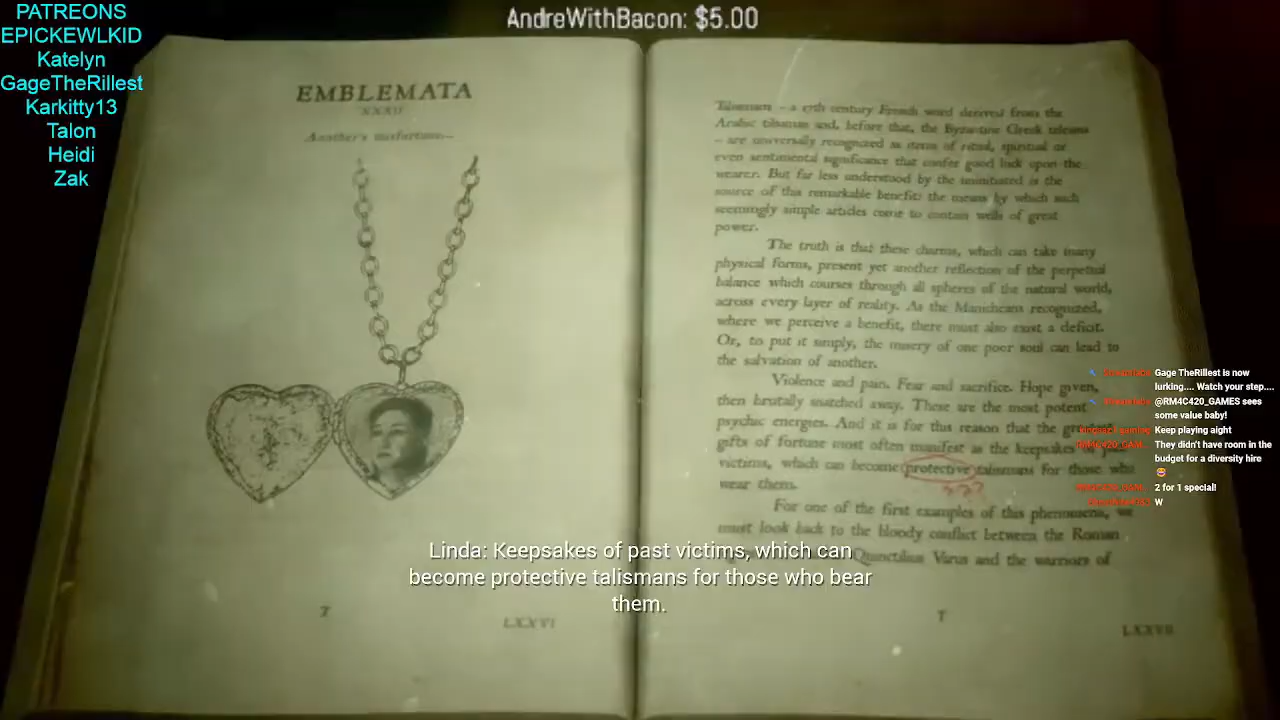 PATREONS
EPICKEWLKID
Katelyn
GageTheRillest
Karkitty13
Talon
Heidi
Zak
AndreWithBacon: $5.00
EMBLEMATA
XXXII
Another's misfortune—
LXXVI
Talismans – a 17th century French word derived from the
Arabic tilsaman and, before that, the Byzantine Greek telesma
– are universally recognized as items of ritual, spiritual or
even sentimental significance that confer good luck upon the
wearer. But far less understood by the uninitiated is the
source of this remarkable benefit: the means by which such
seemingly simple articles come to contain wells of great
power.
The truth is that these charms, which can take many
physical forms, present yet another reflection of the perpetual
balance which courses through all spheres of the natural world,
across every layer of reality. As the Manicheans recognized,
where we perceive a benefit, there must also exist a deficit.
Or, to put it simply, the misery of one poor soul can lead to
the salvation of another.
Violence and pain. Fear and sacrifice. Hope given,
then brutally snatched away. These are the most potent
psychic energies. And it is for this reason that the
gifts of fortune most often manifest as the keepsakes of
victims, which can become protective talismans for those who
wear them.
???
For one of the first examples of this phenomena, we
must look back to the bloody conflict between the Roman
Quinctilius Varus and the warriors of
LXXVII
Linda: Keepsakes of past victims, which can
become protective talismans for those who bear
them.
Gage TheRillest is now
lurking.... Watch your step....
@RM4C420_GAMES sees
some value baby!
Keep playing aight
RM4C420_GAM... They didn't have room in the
budget for a diversity hire
2 for 1 special!
W